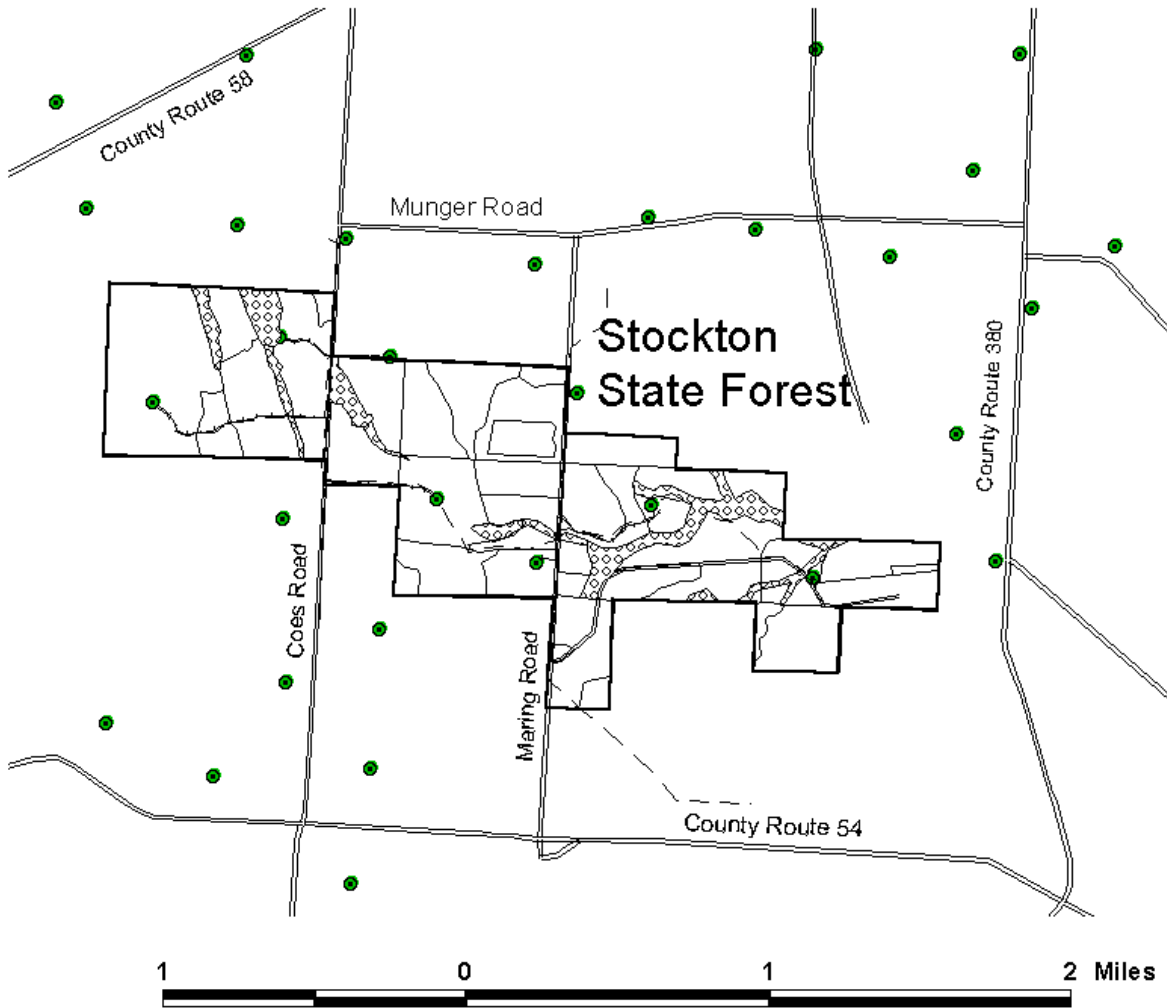 County Route 58
Munger Road
Stockton
State Forest
County Route 380
Coes Road
Mering Road
County Route 54
1 0 1 2 Miles